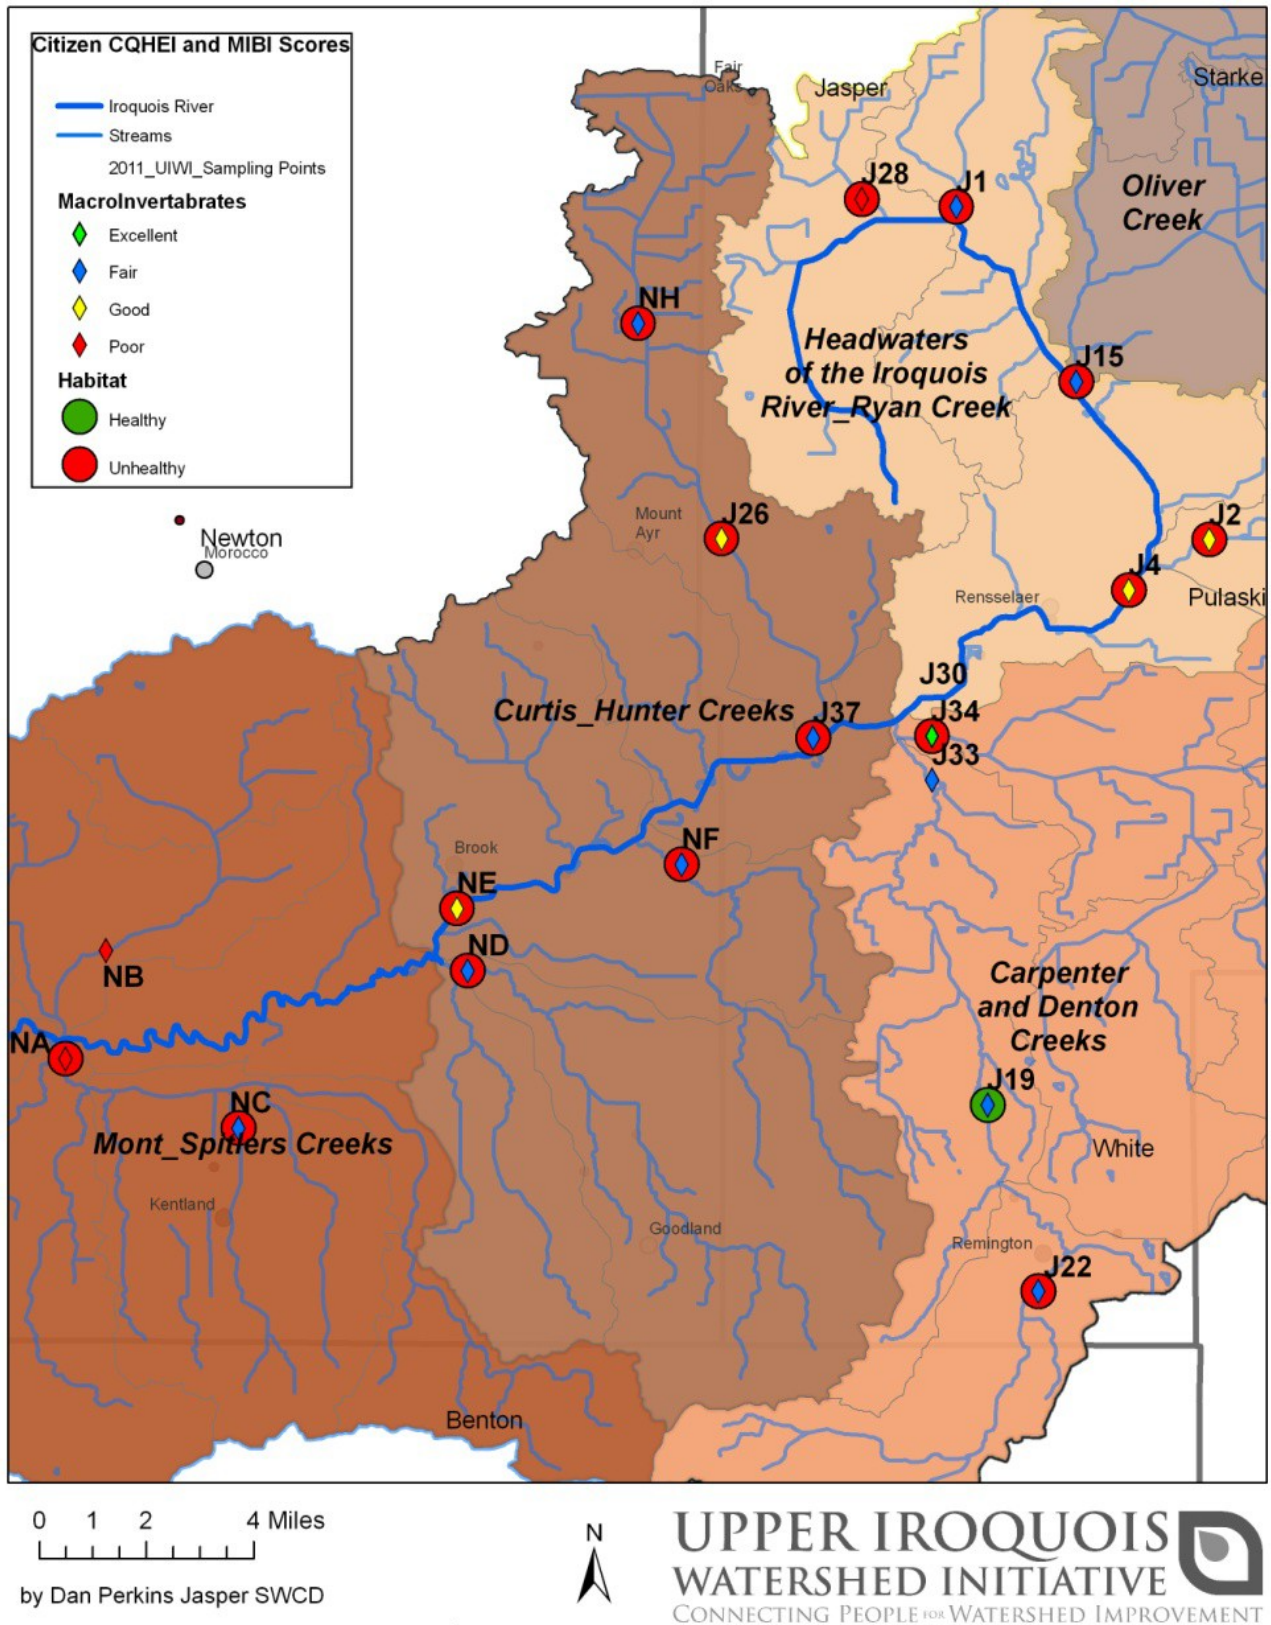 Citizen CQHEI and MIBI Scores
Iroquois River
Streams
2011_UIWI_Sampling Points
MacroInvertabrates
Excellent
Fair
Good
Poor
Habitat
Healthy
Unhealthy
Fair
Oaks
Jasper
Starke
J28
J1
Oliver
Creek
NH
Headwaters
of the Iroquois
River_Ryan Creek
J15
Mount
Ayr
J26
J2
Newton
Morocco
J4
Rensselaer
Pulaski
J30
Curtis_Hunter Creeks
J37
J34
J33
NF
Brook
NE
ND
NB
Carpenter
and Denton
Creeks
NA
J19
NC
Mont_Spitlers Creeks
White
Kentland
Goodland
Remington
J22
Benton
0 1 2 4 Miles
by Dan Perkins Jasper SWCD
N
UPPER IROQUOIS
WATERSHED INITIATIVE
CONNECTING PEOPLE FOR WATERSHED IMPROVEMENT